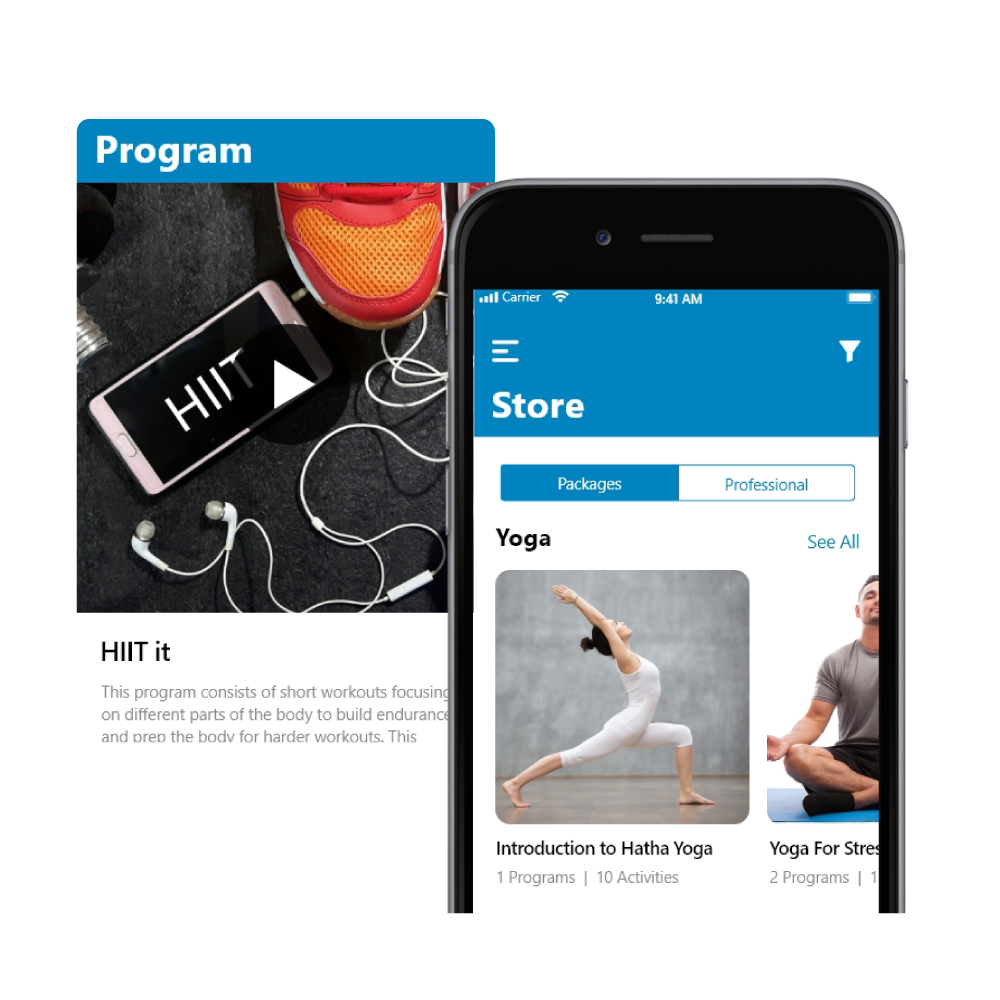 Program
HIIT
HIIT it
This program consists of short workouts focusing
on different parts of the body to build endurance
and prep the body for harder workouts. This
Carrier
9:41 AM
Store
Packages
Professional
Yoga
See All
Introduction to Hatha Yoga
1 Programs | 10 Activities
Yoga For Stres
2 Programs | 1